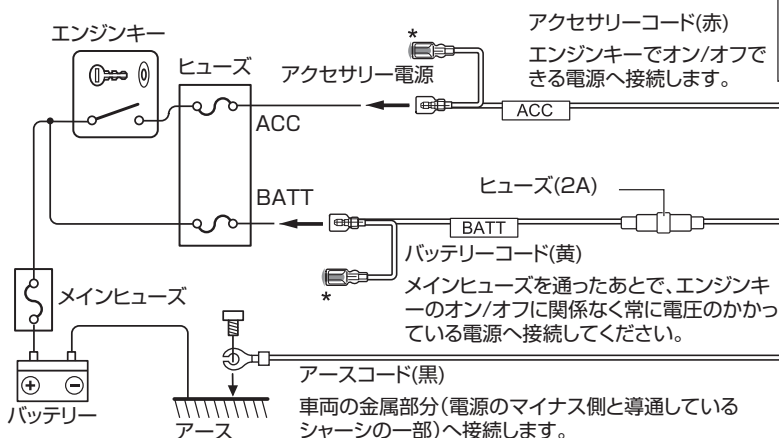 エンジンキー
ヒューズ
ACC
BATT
メインヒューズ
バッテリー
アース
アクセサリー電源
*
アクセサリーコード(赤)
エンジンキーでオン/オフで
きる電源へ接続します。
ACC
ヒューズ(2A)
BATT
バッテリーコード(黄)
*
メインヒューズを通ったあとで、エンジンキ
ーのオン/オフに関係なく常に電圧のかかっ
ている電源へ接続してください。
アースコード(黒)
車両の金属部分(電源のマイナス側と導通している
シャーシの一部)へ接続します。